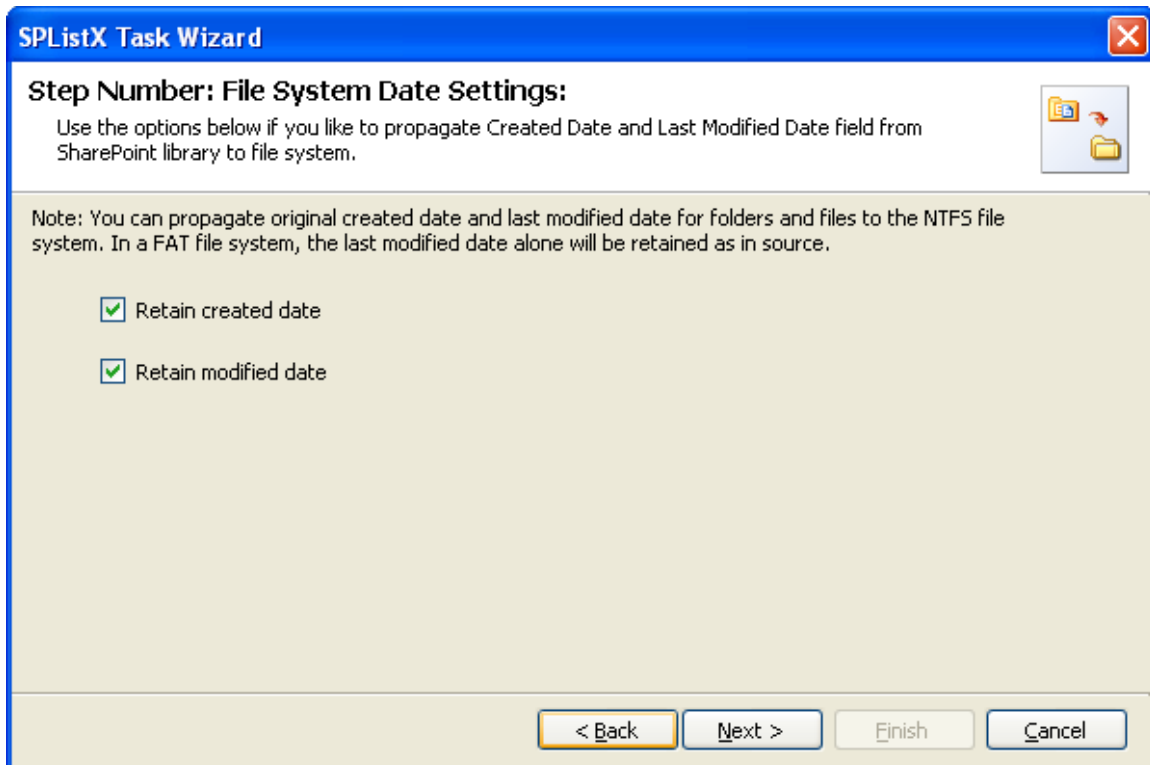 SPListX Task Wizard
Step Number: File System Date Settings:
Use the options below if you like to propagate Created Date and Last Modified Date field from
SharePoint library to file system.
Note: You can propagate original created date and last modified date for folders and files to the NTFS file
system. In a FAT file system, the last modified date alone will be retained as in source.
Retain created date
Retain modified date
< Back Next > Finish Cancel